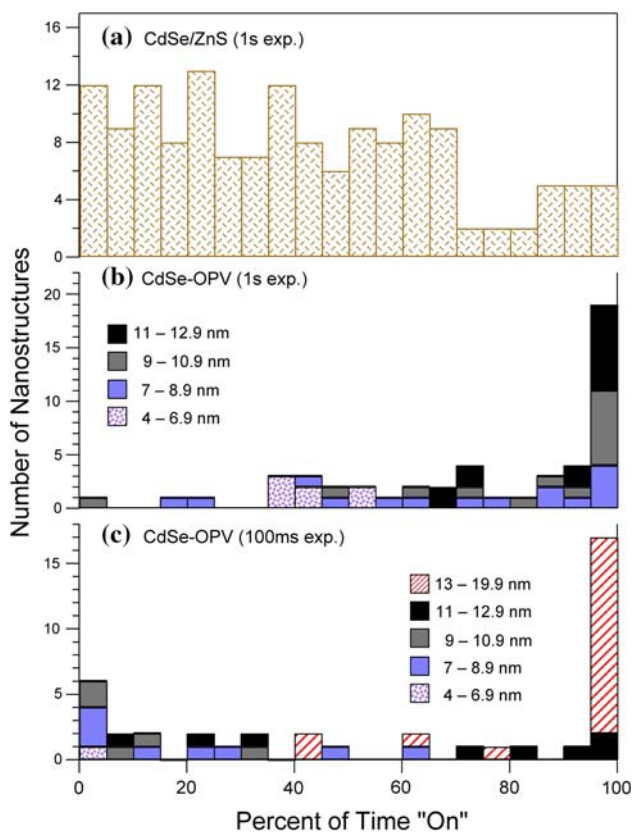 (a) CdSe/ZnS (1s exp.)
16
12
8
4
0
(b) CdSe-OPV (1s exp.)
20
15
10
5
0
11 – 12.9 nm
9 – 10.9 nm
7 – 8.9 nm
4 – 6.9 nm
(c) CdSe-OPV (100ms exp.)
15
10
5
0
13 – 19.9 nm
11 – 12.9 nm
9 – 10.9 nm
7 – 8.9 nm
4 – 6.9 nm
0 20 40 60 80 100
Number of Nanostructures
Percent of Time "On"